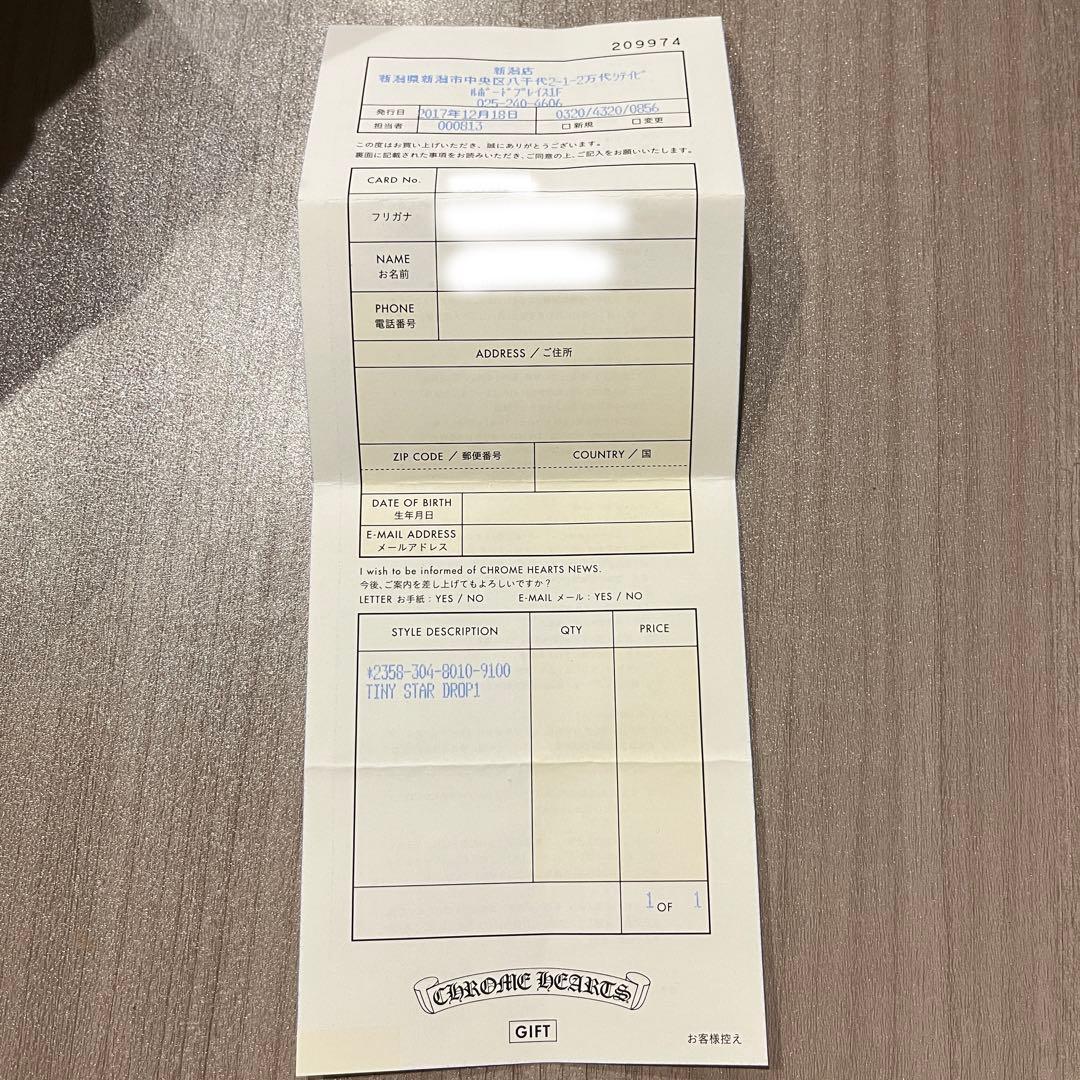 209974
新潟店
新潟県新潟市中央区八千代2-1-2万代シテイビ
ルボードプレイス1F
025-240-4606
発行日 2017年12月18日 0320/4320/0856
担当者 000813 □ 新規 □ 変更
この度はお買い上げいただき、誠にありがとうございます。
裏面に記載された事項をお読みいただき、ご同意の上、ご記入をお願いいたします。
CARD No.
フリガナ
NAME
お名前
PHONE
電話番号
ADDRESS / ご住所
ZIP CODE / 郵便番号 COUNTRY / 国
DATE OF BIRTH
生年月日
E-MAIL ADDRESS
メールアドレス
I wish to be informed of CHROME HEARTS NEWS.
今後、ご案内を差し上げてもよろしいですか？
LETTER お手紙 : YES / NO E-MAIL メール : YES / NO
STYLE DESCRIPTION QTY PRICE
*2358-304-8010-9100
TINY STAR DROP1
1 OF 1
CHROME HEARTS
GIFT
お客様控え